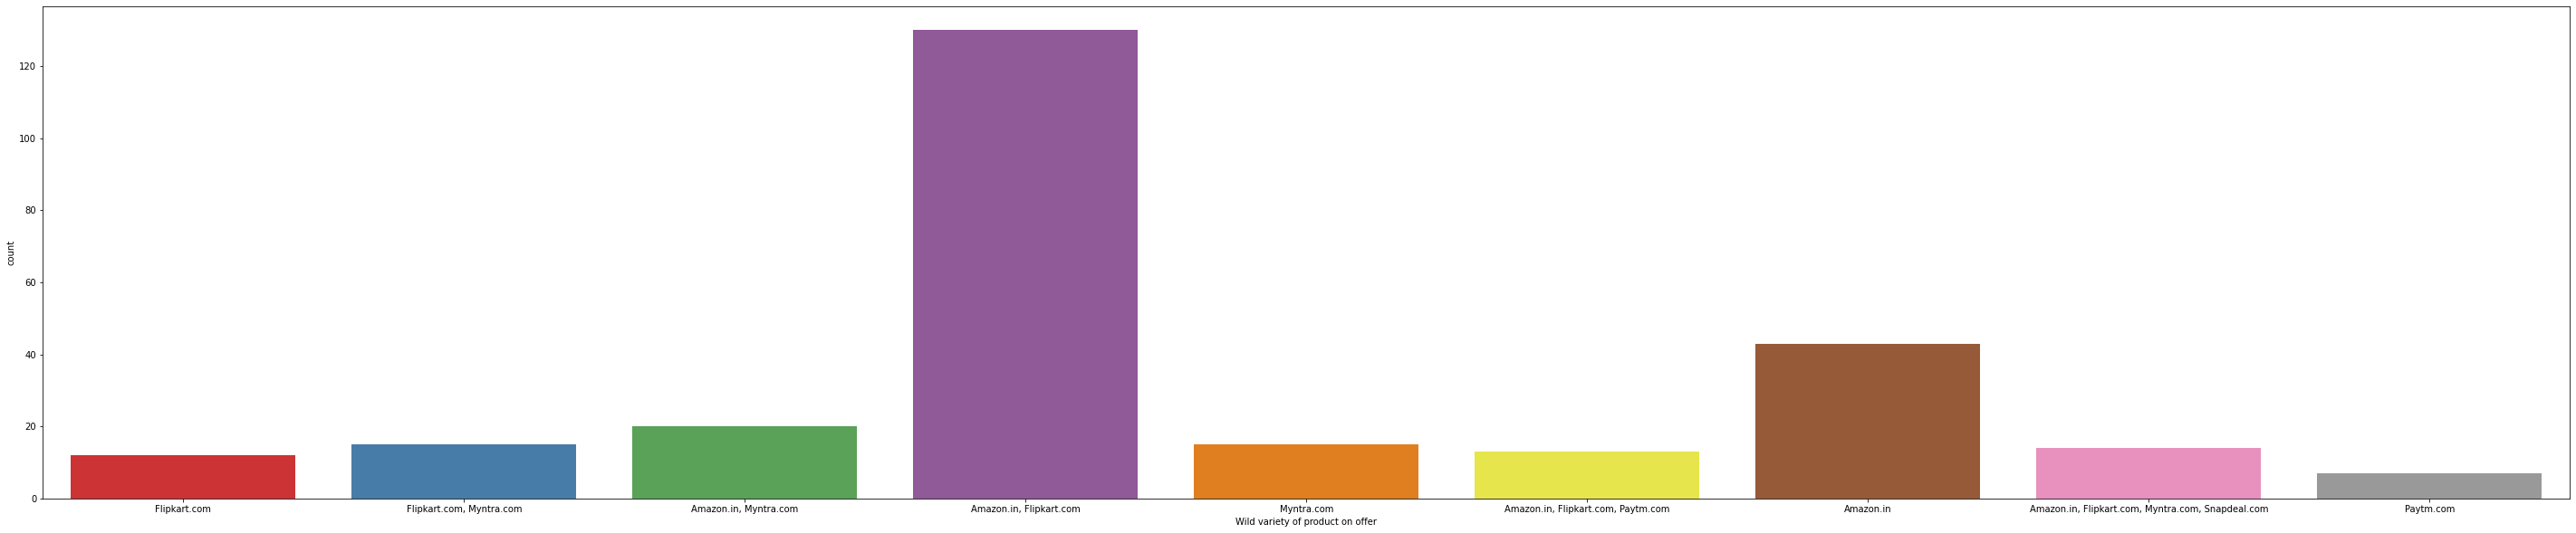 120
100
80
60
40
20
0
count
Flipkart.com
Flipkart.com, Myntra.com
Amazon.in, Myntra.com
Amazon.in, Flipkart.com
Myntra.com
Amazon.in, Flipkart.com, Paytm.com
Amazon.in
Amazon.in, Flipkart.com, Myntra.com, Snapdeal.com
Paytm.com
Wild variety of product on offer